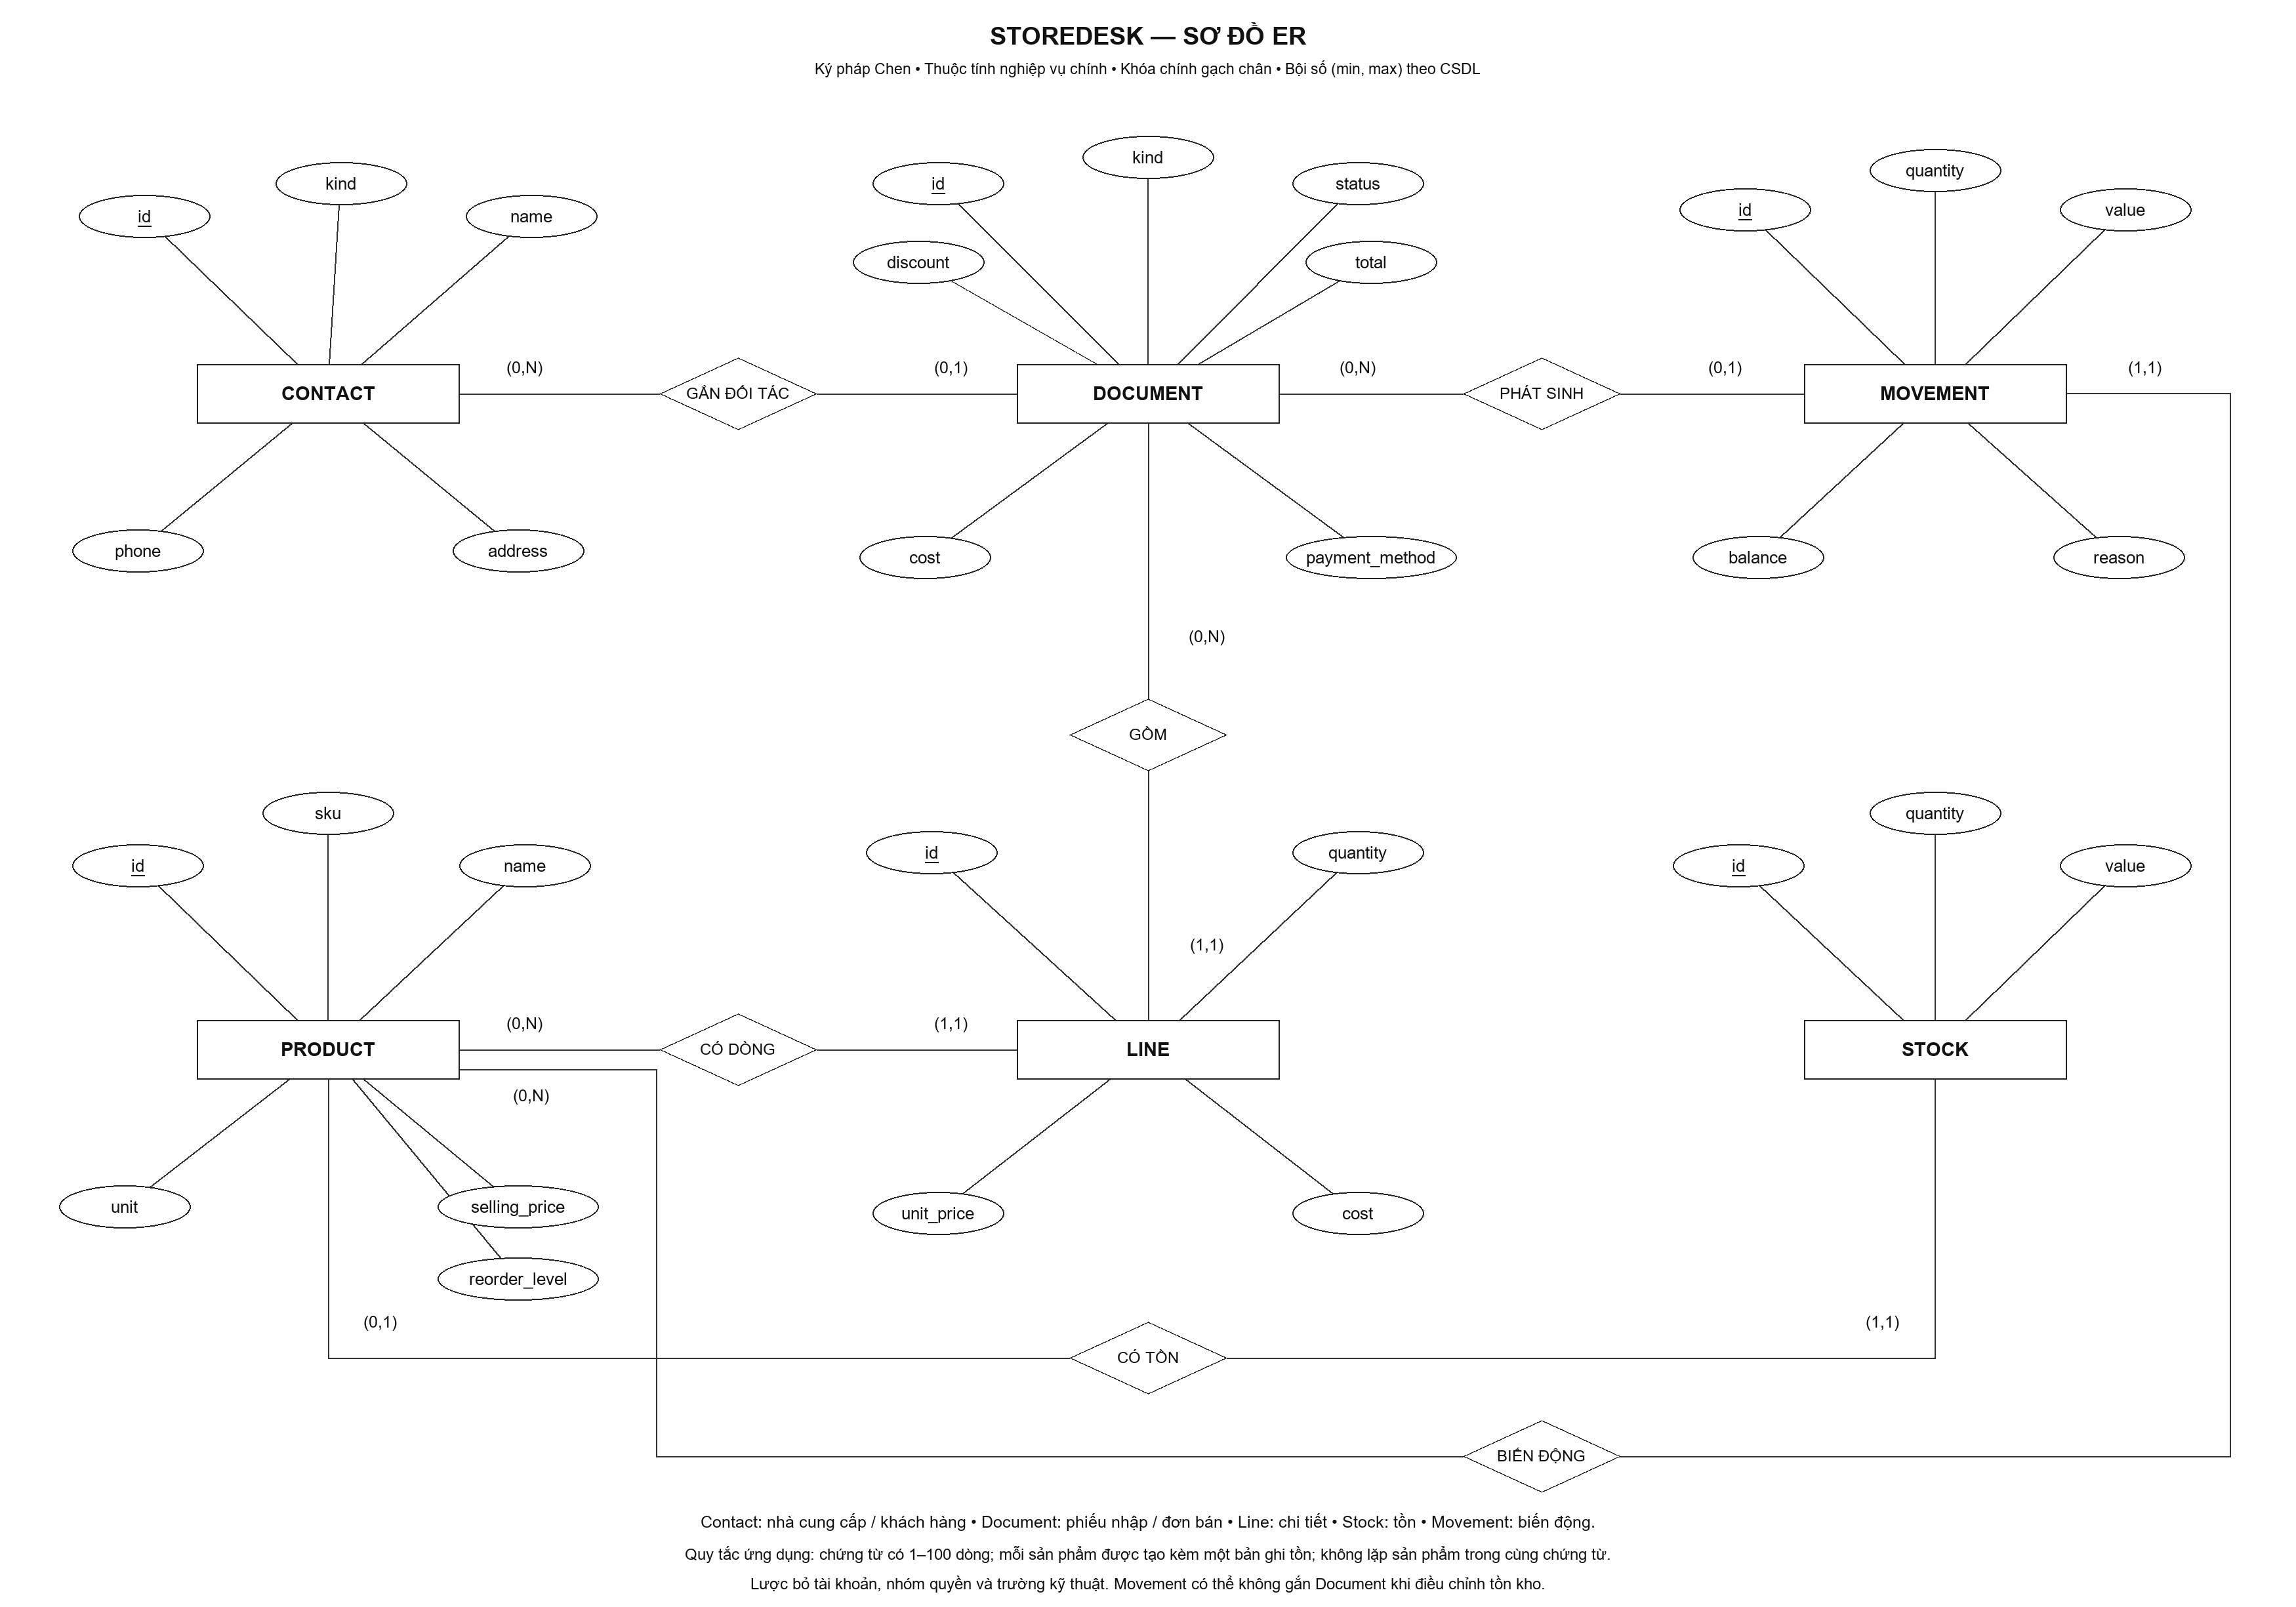 STOREDESK — SƠ ĐỒ ER
Ký pháp Chen • Thuộc tính nghiệp vụ chính • Khóa chính gạch chân • Bội số (min, max) theo CSDL
kind
quantity
id
kind
id
status
id
name
id
value
discount
total
(0,N)
(0,1)
(0,N)
(0,1)
(1,1)
CONTACT
GẮN ĐỐI TÁC
DOCUMENT
PHÁT SINH
MOVEMENT
phone
address
cost
payment_method
balance
reason
(0,N)
GỒM
sku
quantity
id
name
id
quantity
id
value
(1,1)
(0,N)
(1,1)
PRODUCT
CÓ DÒNG
LINE
STOCK
(0,N)
unit
selling_price
unit_price
cost
reorder_level
(0,1)
(1,1)
CÓ TỒN
BIẾN ĐỘNG
Contact: nhà cung cấp / khách hàng • Document: phiếu nhập / đơn bán • Line: chi tiết • Stock: tồn • Movement: biến động.
Quy tắc ứng dụng: chứng từ có 1–100 dòng; mỗi sản phẩm được tạo kèm một bản ghi tồn; không lặp sản phẩm trong cùng chứng từ.
Lược bỏ tài khoản, nhóm quyền và trường kỹ thuật. Movement có thể không gắn Document khi điều chỉnh tồn kho.